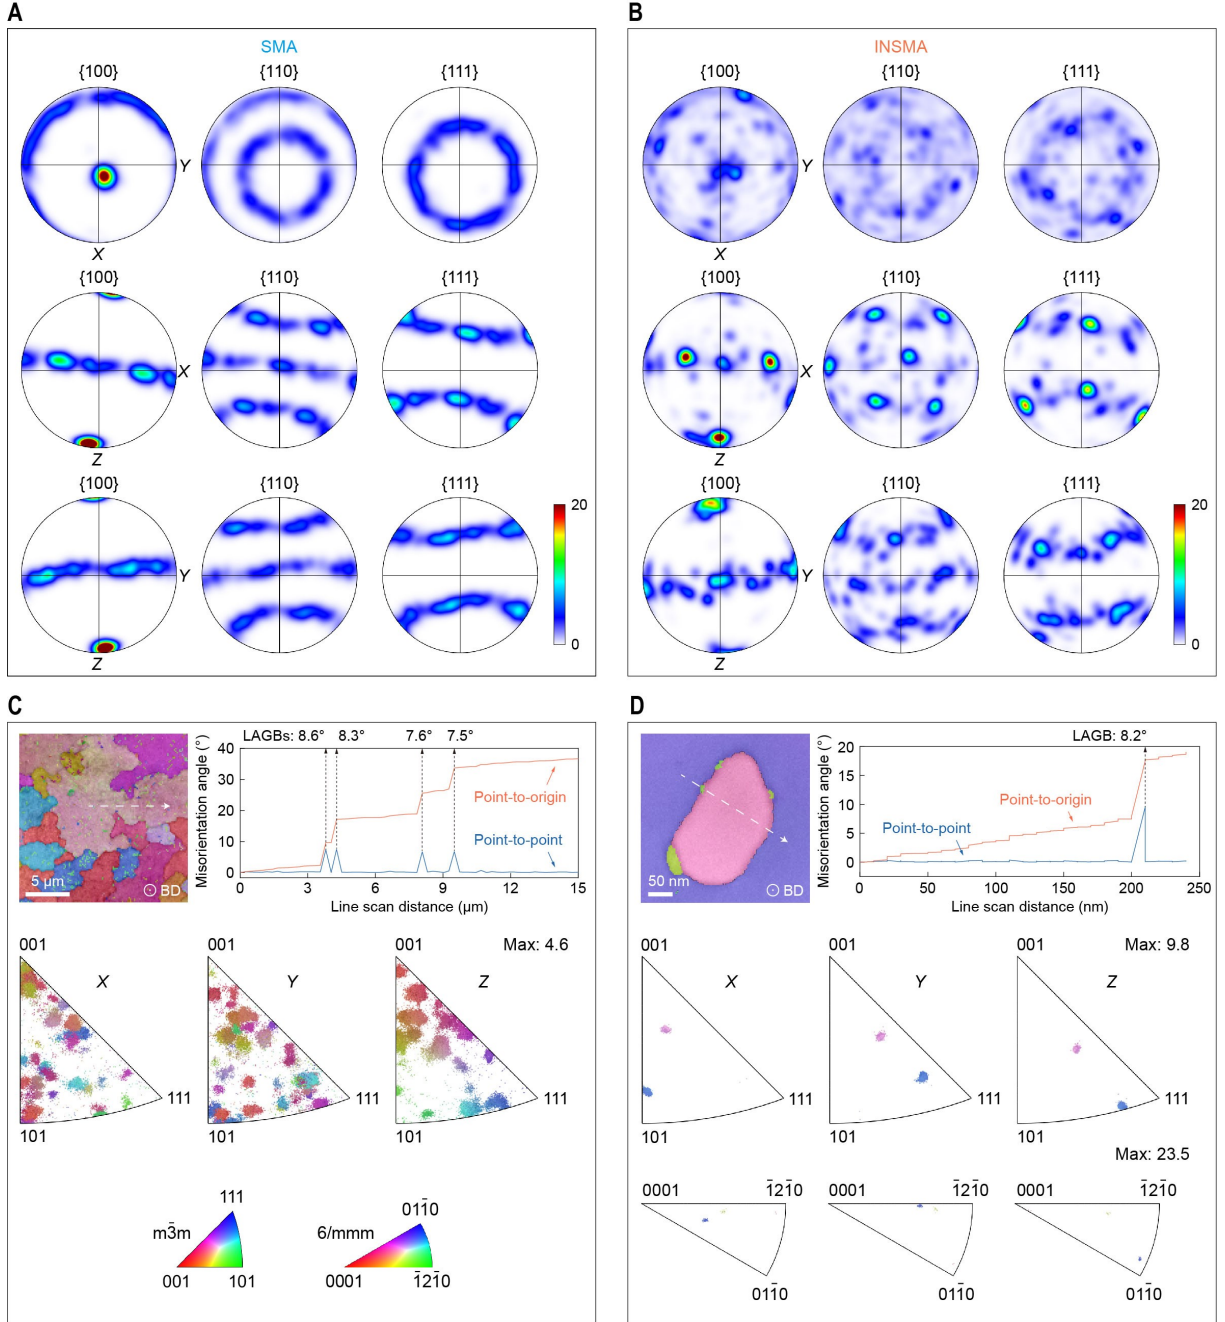 A
B
SMA
{100} {110} {111}
Y
X
{100} {110} {111}
X
Z
{100} {110} {111}
Y
Z
20
0
INSMA
{100} {110} {111}
Y
X
{100} {110} {111}
X
Z
{100} {110} {111}
Y
Z
20
0
C
5 μm
BD
LAGBs: 8.6° 8.3° 7.6° 7.5°
Misorientation angle (°)
40
30
20
10
0
Point-to-origin
Point-to-point
0 3 6 9 12 15
Line scan distance (μm)
001 001 001 Max: 4.6
X Y Z
111 111 111
101 101 101
111
m3̅m
001 101
011̅0
6/mmm
0001 1̅21̅0
D
50 nm
BD
LAGB: 8.2°
Misorientation angle (°)
20
15
10
5
0
Point-to-origin
Point-to-point
0 50 100 150 200 250
Line scan distance (nm)
001 001 001 Max: 9.8
X Y Z
111 111 111
101 101 101
Max: 23.5
0001 1̅21̅0 0001 1̅21̅0 0001 1̅21̅0
011̅0 011̅0 011̅0